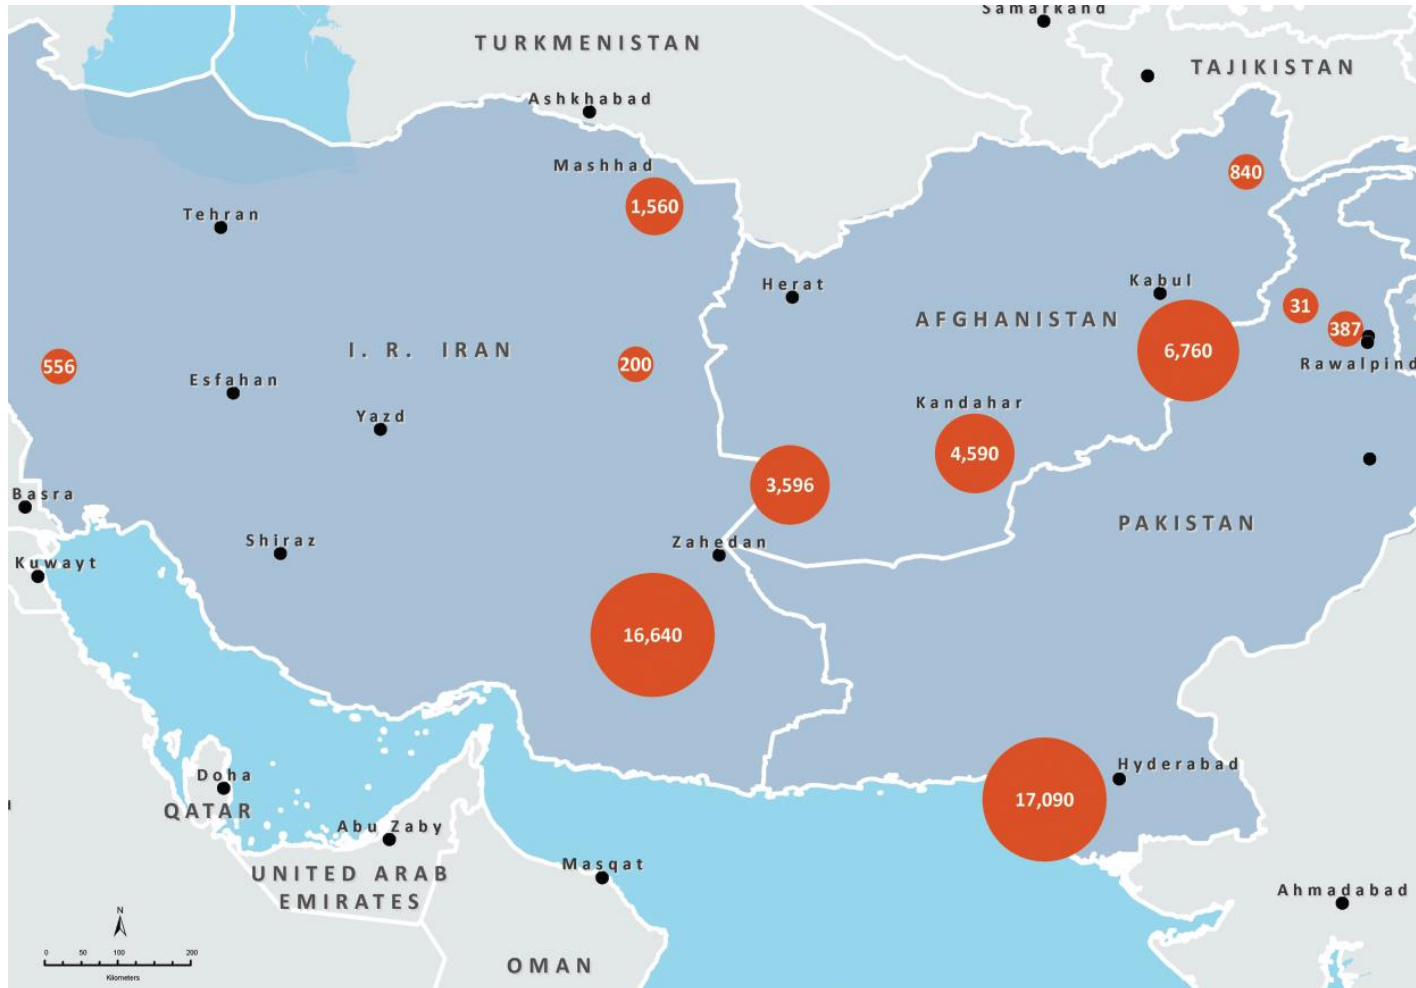 Samarkand
TURKMENISTAN
TAJIKISTAN
Ashkhabad
Mashhad
840
1,560
Tehran
Herat
Kabul
31
AFGHANISTAN
387
I. R. IRAN
6,760
556
200
Rawalpind
Esfahan
Yazd
Kandahar
4,590
3,596
Basra
PAKISTAN
Shiraz
Zahedan
Kuwayt
16,640
Doha
Hyderabad
17,090
QATAR
Abu Zaby
Masqat
UNITED ARAB
EMIRATES
Ahmadabad
N
0 50 100 200
Kilometers
OMAN